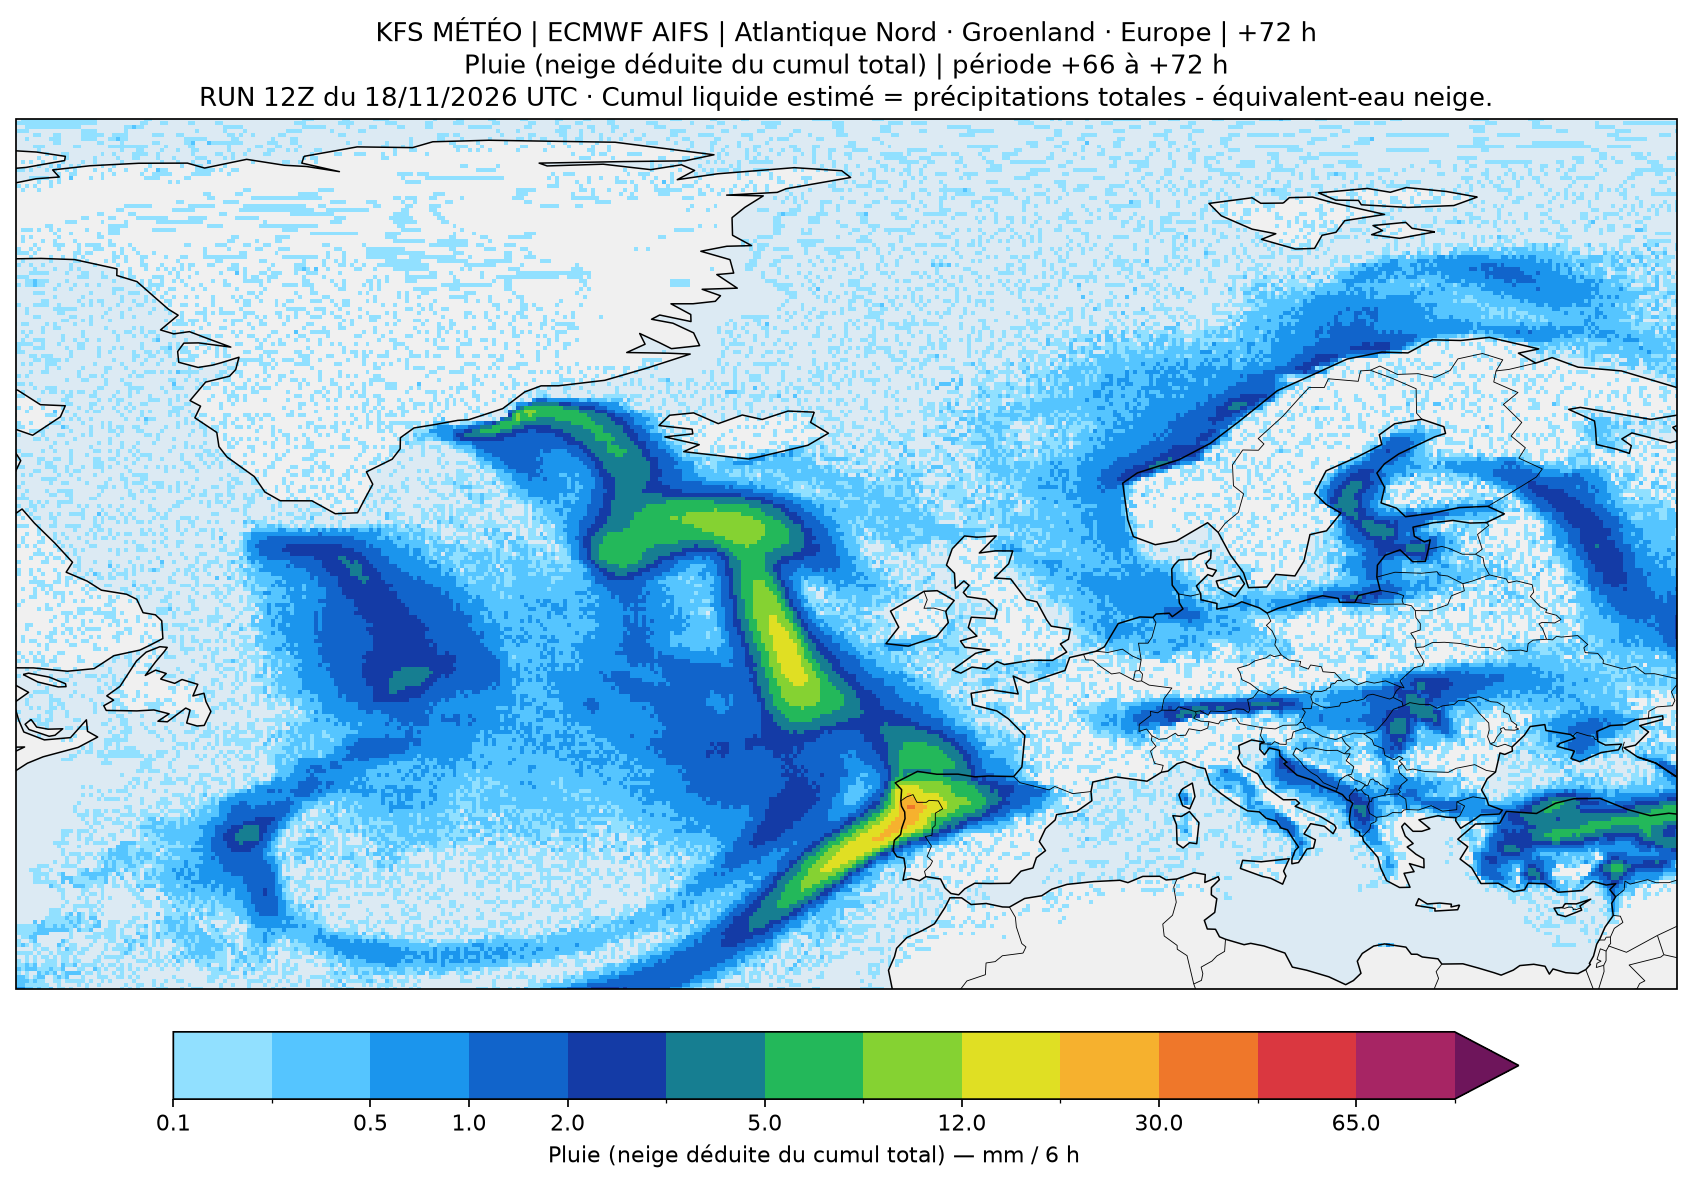 KFS MÉTÉO | ECMWF AIFS | Atlantique Nord · Groenland · Europe | +72 h
Pluie (neige déduite du cumul total) | période +66 à +72 h
RUN 12Z du 18/11/2026 UTC · Cumul liquide estimé = précipitations totales - équivalent-eau neige.
0.1 0.5 1.0 2.0 5.0 12.0 30.0 65.0
Pluie (neige déduite du cumul total) — mm / 6 h